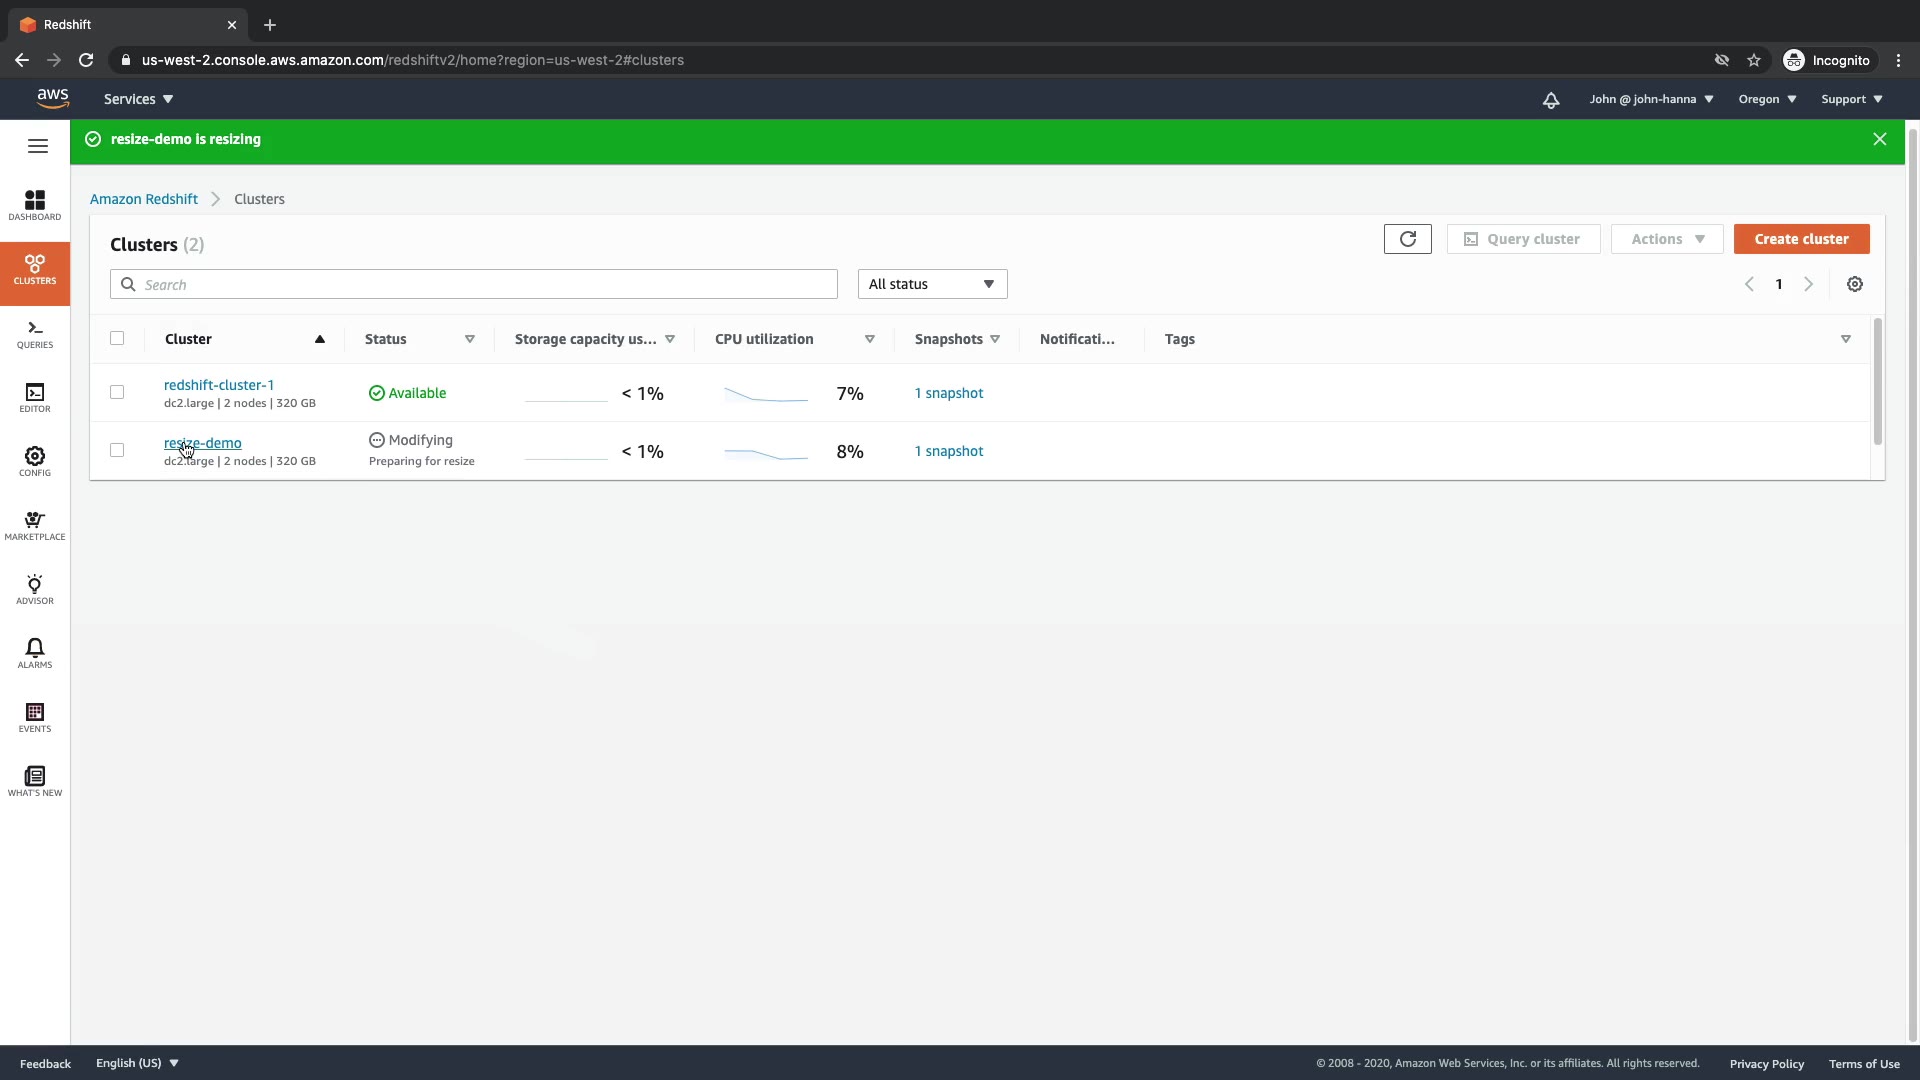 Redshift
us-west-2.console.aws.amazon.com/redshiftv2/home?region=us-west-2#clusters
Incognito
aws
Services
John @ john-hanna
Oregon
Support
resize-demo is resizing
DASHBOARD
CLUSTERS
QUERIES
EDITOR
CONFIG
MARKETPLACE
ADVISOR
ALARMS
EVENTS
WHAT'S NEW
Amazon Redshift
Clusters
Clusters (2)
Query cluster
Actions
Create cluster
Search
All status
1
Cluster
Status
Storage capacity us...
CPU utilization
Snapshots
Notificati...
Tags
redshift-cluster-1
dc2.large | 2 nodes | 320 GB
Available
< 1%
7%
1 snapshot
resize-demo
dc2.large | 2 nodes | 320 GB
Modifying
Preparing for resize
< 1%
8%
1 snapshot
Feedback
English (US)
© 2008 - 2020, Amazon Web Services, Inc. or its affiliates. All rights reserved.
Privacy Policy
Terms of Use